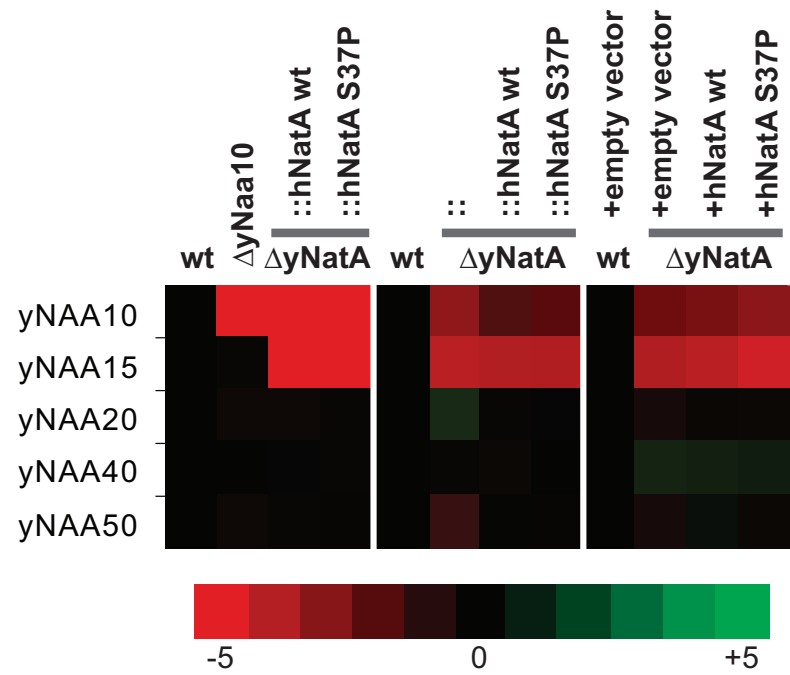 ΔyNaa10
::hNatA wt
::hNatA S37P
::
::hNatA wt
::hNatA S37P
+empty vector
+empty vector
+hNatA wt
+hNatA S37P
wt ΔyNatA wt ΔyNatA wt ΔyNatA
yNAA10
yNAA15
yNAA20
yNAA40
yNAA50
-5 0 +5